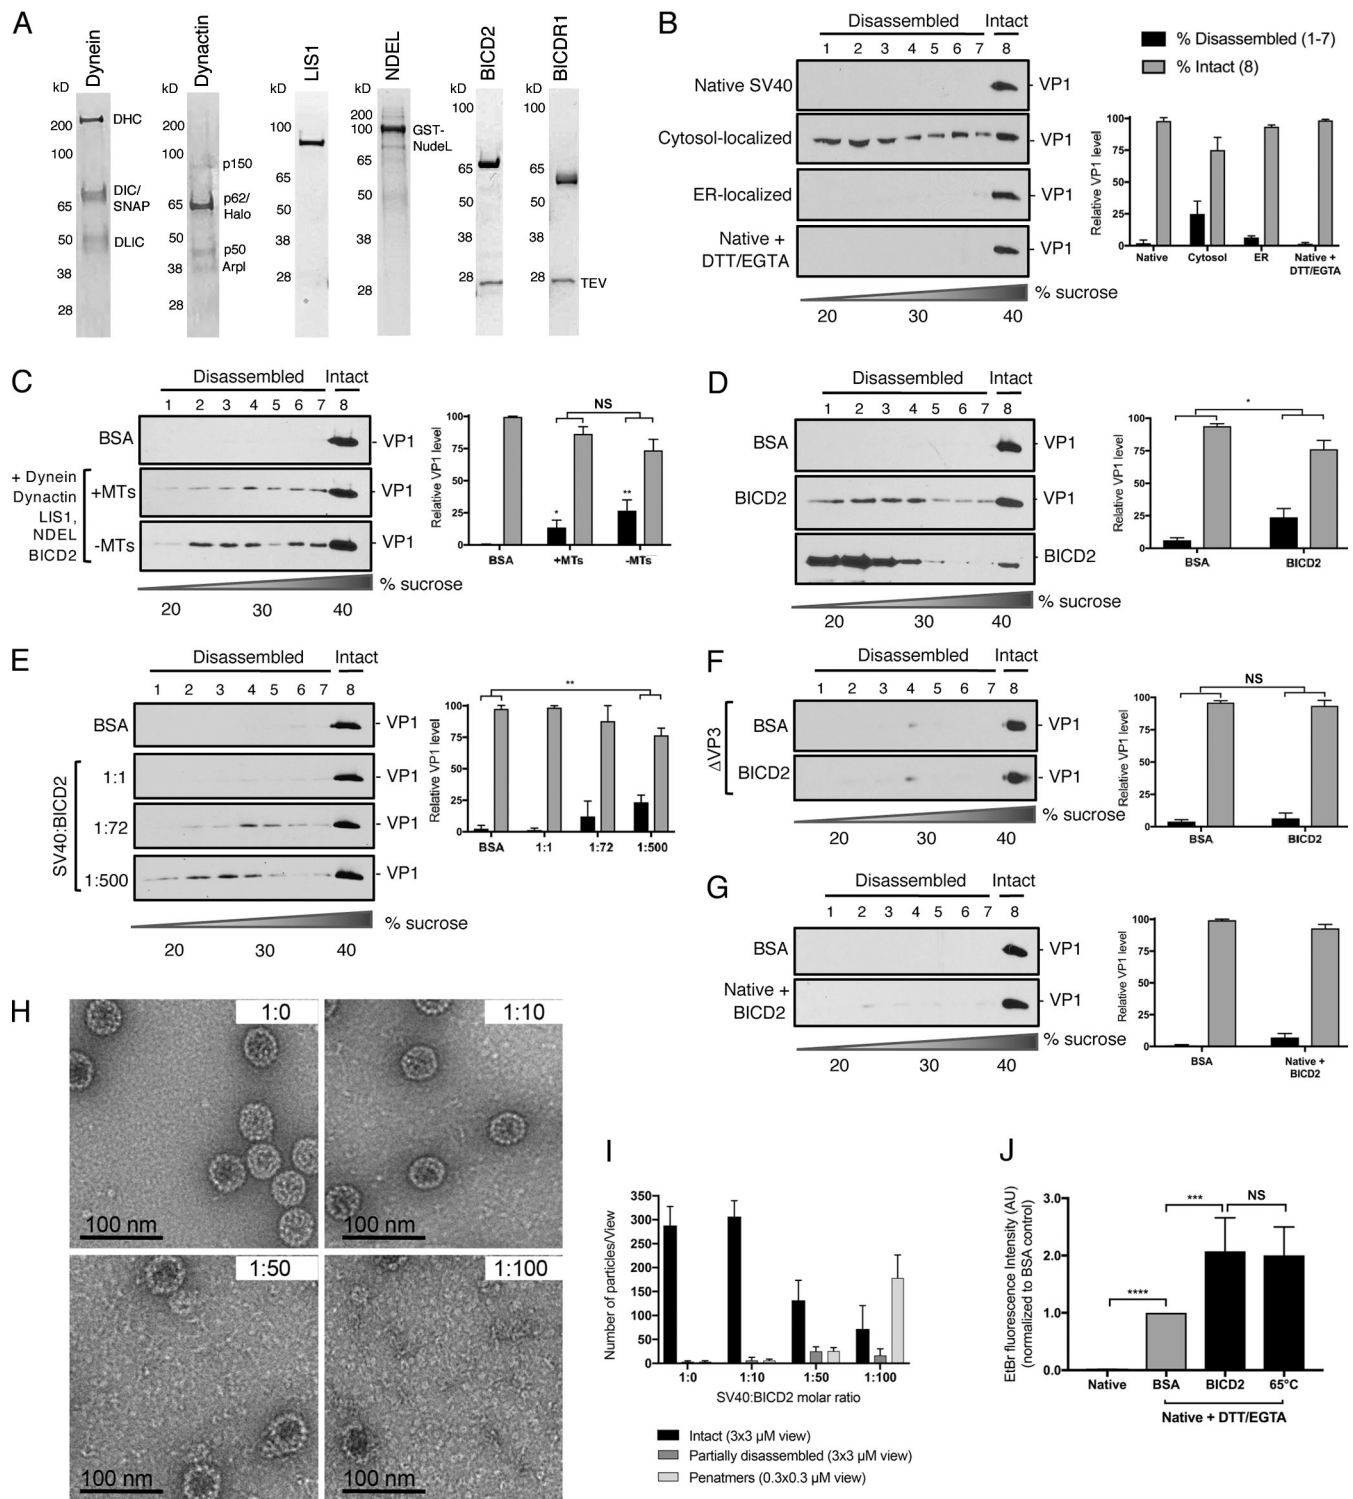 A
Dynein
Dynactin
LIS1
NDEL
BICD2
BICDR1
kD
200
100
65
50
38
28
DHC
DIC/
SNAP
DLIC
kD
200
100
65
50
38
28
p150
p62/
Halo
p50
ArpI
kD
100
65
50
38
28
kD
200
100
65
50
38
28
GST-
NudeL
kD
100
65
50
38
28
kD
100
65
50
38
28
TEV
B
Disassembled Intact
1 2 3 4 5 6 7 8
Native SV40 - VP1
Cytosol-localized - VP1
ER-localized - VP1
Native +
DTT/EGTA - VP1
% sucrose
20 30 40
% Disassembled (1-7)
% Intact (8)
Relative VP1 level
100
75
50
25
0
Native Cytosol ER Native +
DTT/EGTA
C
Disassembled Intact
1 2 3 4 5 6 7 8
BSA - VP1
+ Dynein
Dynactin
LIS1,
NDEL
BICD2
+MTs - VP1
-MTs - VP1
% sucrose
20 30 40
Relative VP1 level
100
75
50
25
0
NS
*
**
BSA +MTs -MTs
D
Disassembled Intact
1 2 3 4 5 6 7 8
BSA - VP1
BICD2 - VP1
BICD2
% sucrose
20 30 40
Relative VP1 level
100
75
50
25
0
*
BSA BICD2
E
Disassembled Intact
1 2 3 4 5 6 7 8
BSA - VP1
SV40:BICD2
1:1 - VP1
1:72 - VP1
1:500 - VP1
% sucrose
20 30 40
Relative VP1 level
100
75
50
25
0
**
BSA 1:1 1:72 1:500
F
Disassembled Intact
1 2 3 4 5 6 7 8
ΔVP3
BSA - VP1
BICD2 - VP1
% sucrose
20 30 40
Relative VP1 level
100
75
50
25
0
NS
BSA BICD2
G
Disassembled Intact
1 2 3 4 5 6 7 8
BSA - VP1
Native +
BICD2 - VP1
% sucrose
20 30 40
Relative VP1 level
100
75
50
25
0
BSA Native +
BICD2
H
1:0
100 nm
1:10
100 nm
1:50
100 nm
1:100
100 nm
I
Number of particles/View
350
300
250
200
150
100
50
0
1:0 1:10 1:50 1:100
SV40:BICD2 molar ratio
Intact (3x3 µM view)
Partially disassembled (3x3 µM view)
Penatmers (0.3x0.3 µM view)
J
EtBr fluorescence Intensity (AU)
(normalized to BSA control)
3.0
2.0
1.0
0.0
****
***
NS
Native BSA BICD2 65°C
Native + DTT/EGTA